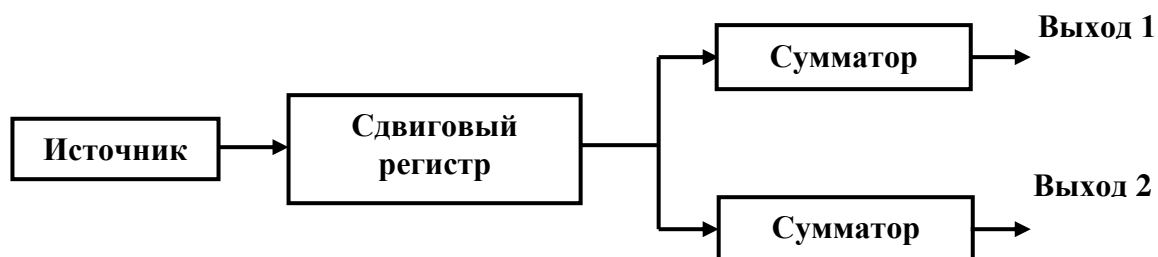 Выход 1
Сумматор
Сдвиговый
регистр
Источник
Выход 2
Сумматор